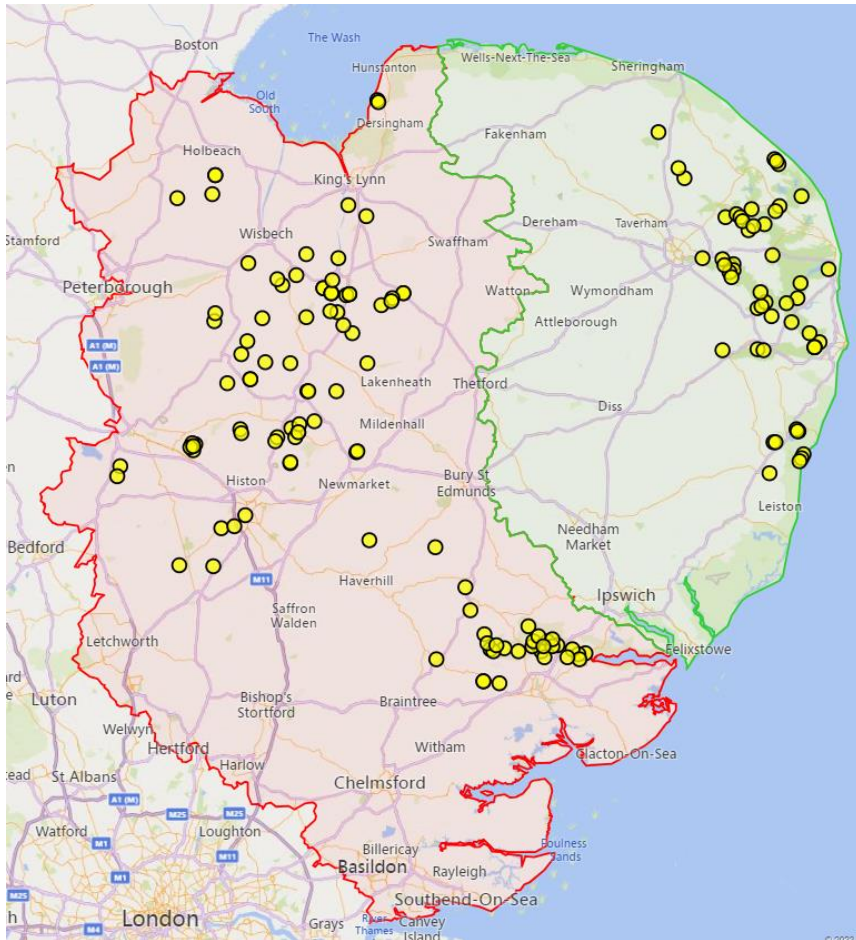 Boston
The Wash
Hunstanton
Wells-Next-The-Sea
Sheringham
Old
South
Dersingham
Fakenham
Holbeach
King's Lynn
Stamford
Wisbech
Dereham
Taverham
Swaffham
Peterborough
Watton
Wymondham
Attleborough
A1 (M)
A1 (M)
Lakenheath
Thetford
Diss
Mildenhall
Histon
Newmarket
Bury St
Edmunds
Leiston
Needham
Market
Bedford
M11
Haverhill
Ipswich
Saffron
Walden
Letchworth
Felixstowe
Luton
Bishop's
Stortford
Braintree
Welwyn
Hertford
Witham
Clacton-On-Sea
Harlow
St Albans
Chelmsford
A1 (M)
M25
M25
Watford
Loughton
M1
M11
Billericay
Foulness
Sands
M1
Basildon
Rayleigh
M25
Southend-On-Sea
London
Grays
River
Thames
Canvey
Island
M4